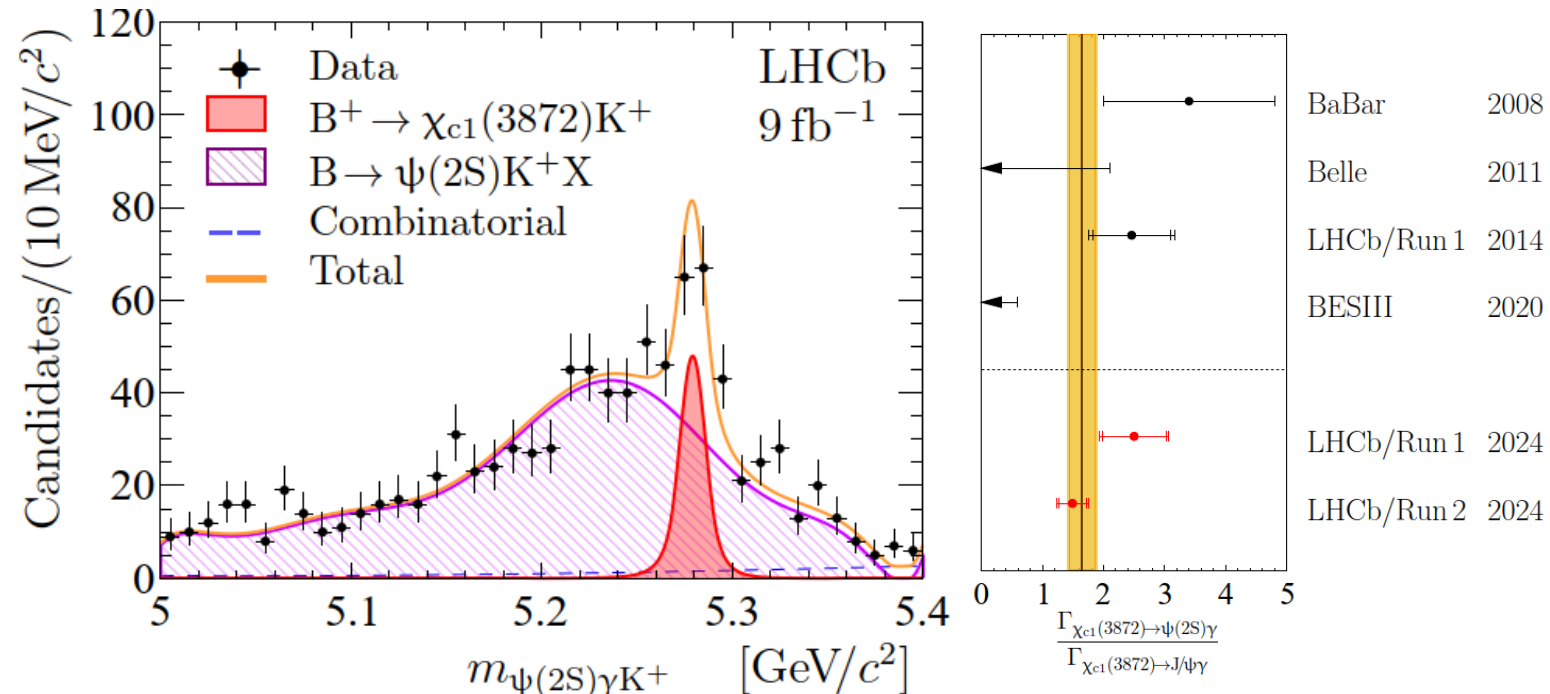 120
100
80
60
40
20
0
Candidates/(10 MeV/c²)
Data
B⁺ → χc1(3872)K⁺
B → ψ(2S)K⁺X
Combinatorial
Total
LHCb
9 fb⁻¹
5 5.1 5.2 5.3 5.4
mψ(2S)γK⁺ [GeV/c²]
BaBar 2008
Belle 2011
LHCb/Run 1 2014
BESIII 2020
LHCb/Run 1 2024
LHCb/Run 2 2024
0 1 2 3 4 5
Γχc1(3872)→ψ(2S)γ
Γχc1(3872)→J/ψγ